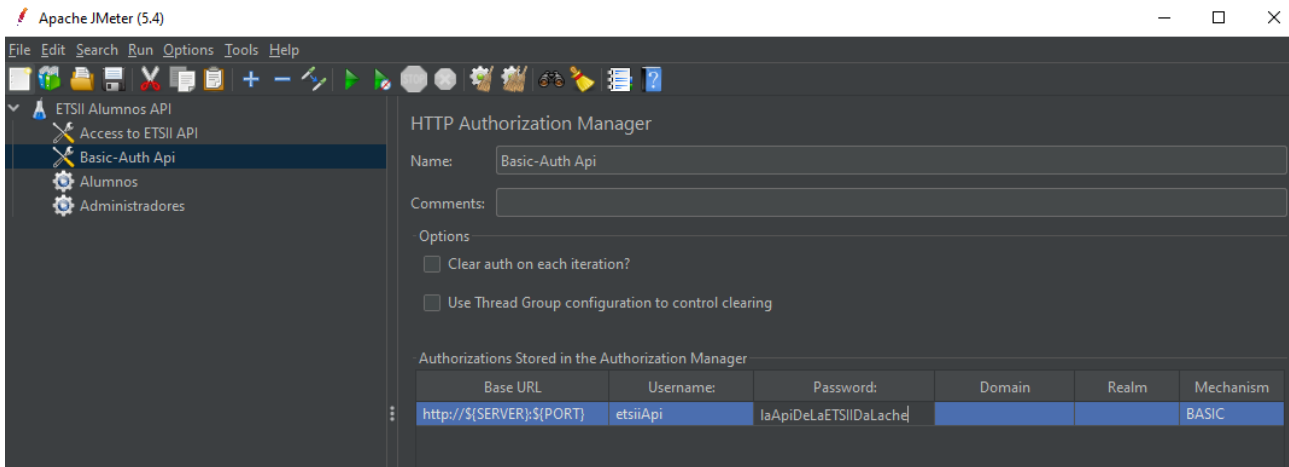 Apache JMeter (5.4)
File Edit Search Run Options Tools Help
STOP
ETSII Alumnos API
Access to ETSII API
Basic-Auth Api
Alumnos
Administradores
HTTP Authorization Manager
Name: Basic-Auth Api
Comments:
Options
Clear auth on each iteration?
Use Thread Group configuration to control clearing
Authorizations Stored in the Authorization Manager
Base URL Username: Password: Domain Realm Mechanism
http://${SERVER}:${PORT} etsiiApi laApiDeLaETSIIDaLache BASIC